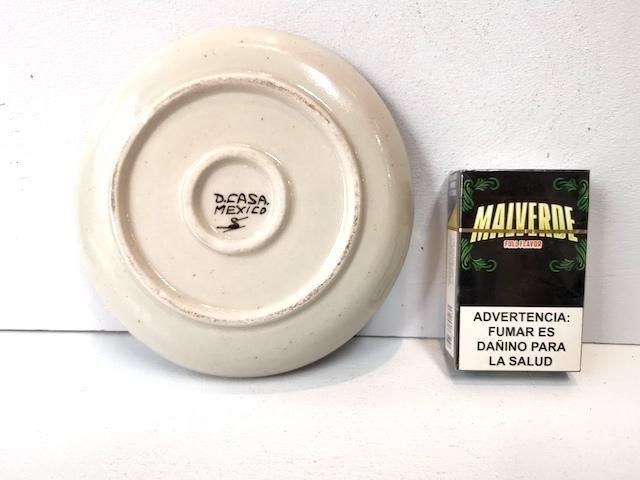 D.CASA.
MEXICO
MALVERDE
FULL FLAVOR
ADVERTENCIA:
FUMAR ES
DAÑINO PARA
LA SALUD